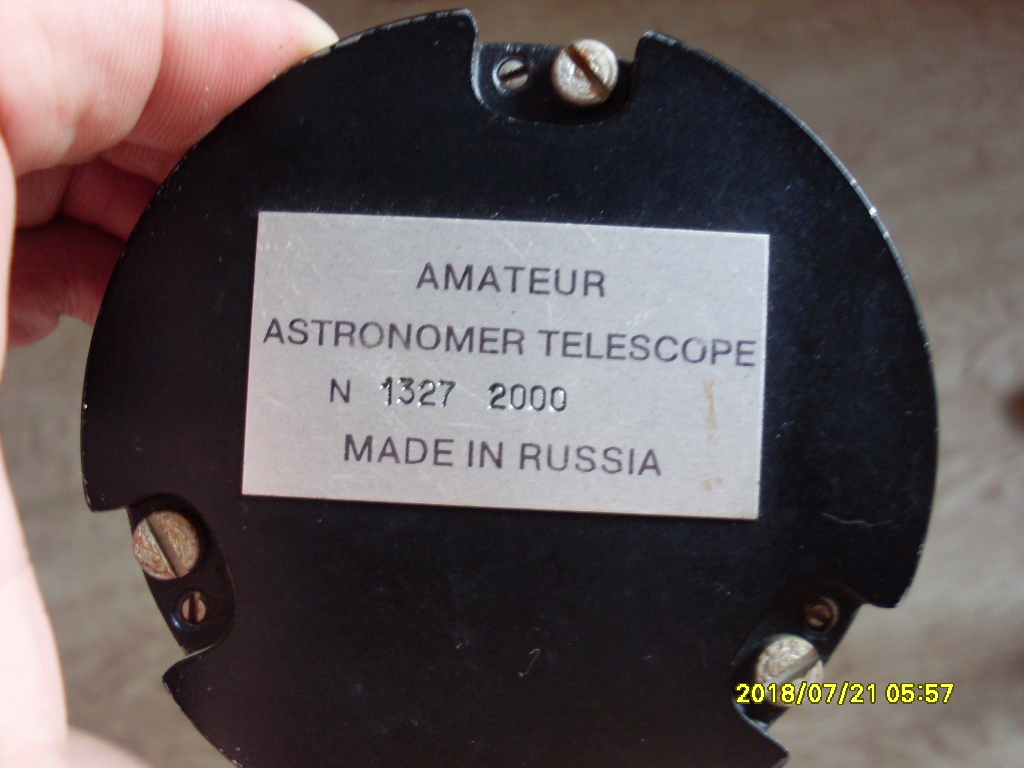 AMATEUR
ASTRONOMER TELESCOPE
N 1327 2000
MADE IN RUSSIA
2018/07/21 05:57